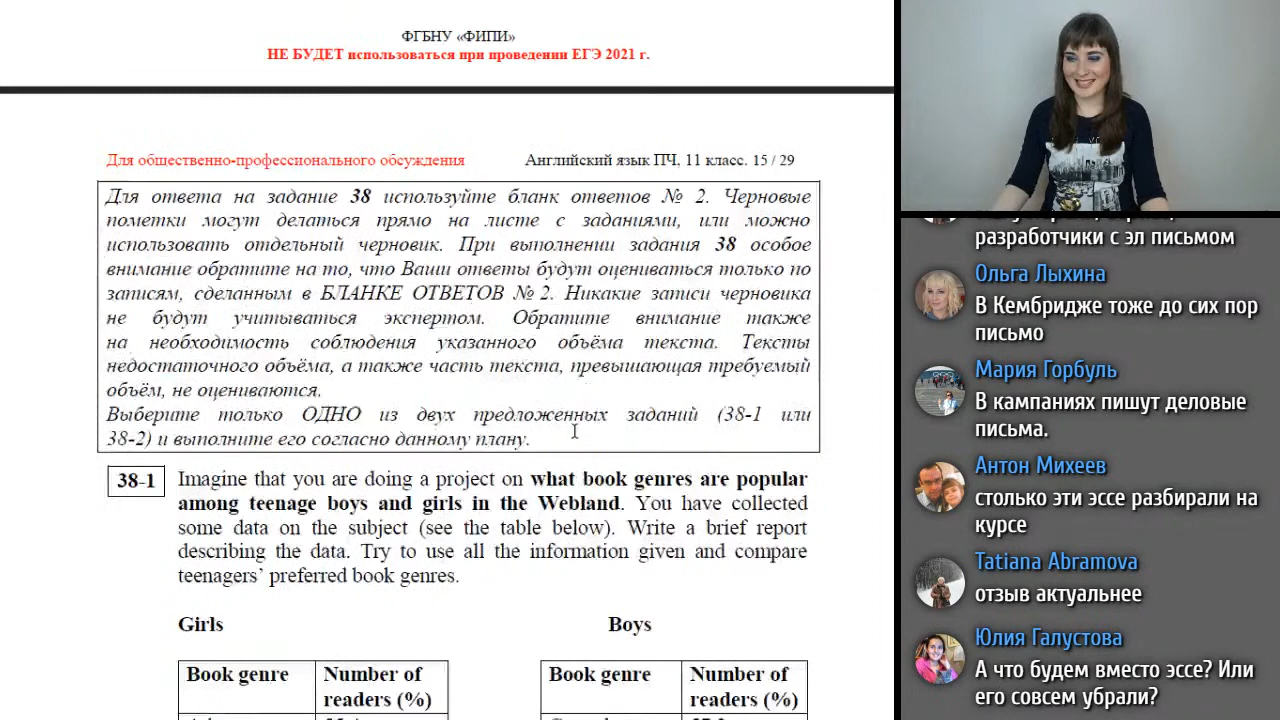 ФГБНУ «ФИПИ»
НЕ БУДЕТ использоваться при проведении ЕГЭ 2021 г.
Для общественно-профессионального обсуждения
Английский язык ПЧ, 11 класс. 15 / 29
Для ответа на задание 38 используйте бланк ответов № 2. Черновые
пометки могут делаться прямо на листе с заданиями, или можно
использовать отдельный черновик. При выполнении задания 38 особое
внимание обратите на то, что Ваши ответы будут оцениваться только по
записям, сделанным в БЛАНКЕ ОТВЕТОВ № 2. Никакие записи черновика
не будут учитываться экспертом. Обратите внимание также
на необходимость соблюдения указанного объёма текста. Тексты
недостаточного объёма, а также часть текста, превышающая требуемый
объём, не оцениваются.
Выберите только ОДНО из двух предложенных заданий (38-1 или
38-2) и выполните его согласно данному плану.
38-1
Imagine that you are doing a project on what book genres are popular
among teenage boys and girls in the Webland. You have collected
some data on the subject (see the table below). Write a brief report
describing the data. Try to use all the information given and compare
teenagers’ preferred book genres.
Girls
Boys
Book genre
Number of
readers (%)
Book genre
Number of
readers (%)
разработчики с эл письмом
Ольга Лыхина
В Кембридже тоже до сих пор
письмо
Мария Горбуль
В кампаниях пишут деловые
письма.
Антон Михеев
столько эти эссе разбирали на
курсе
Tatiana Abramova
отзыв актуальнее
Юлия Галустова
А что будем вместо эссе? Или
его совсем убрали?